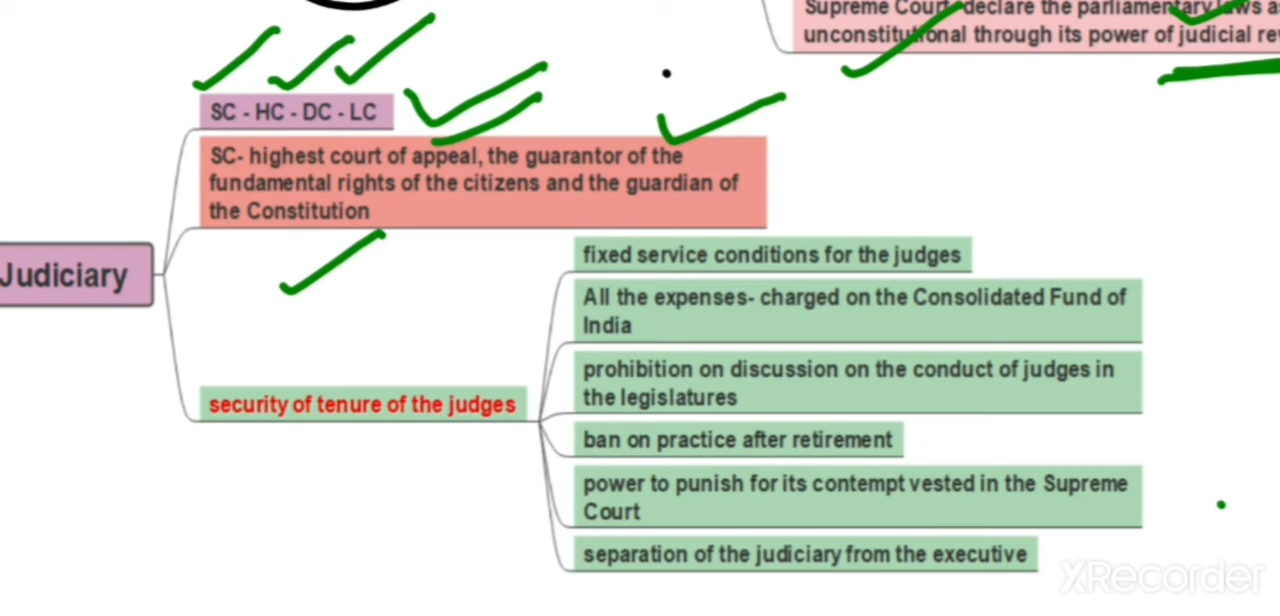 Supreme Court- declare the parliamentary laws a
unconstitutional through its power of judicial re
SC - HC - DC - LC
SC- highest court of appeal, the guarantor of the
fundamental rights of the citizens and the guardian of
the Constitution
Judiciary
security of tenure of the judges
fixed service conditions for the judges
All the expenses- charged on the Consolidated Fund of
India
prohibition on discussion on the conduct of judges in
the legislatures
ban on practice after retirement
power to punish for its contempt vested in the Supreme
Court
separation of the judiciary from the executive
XRecorder